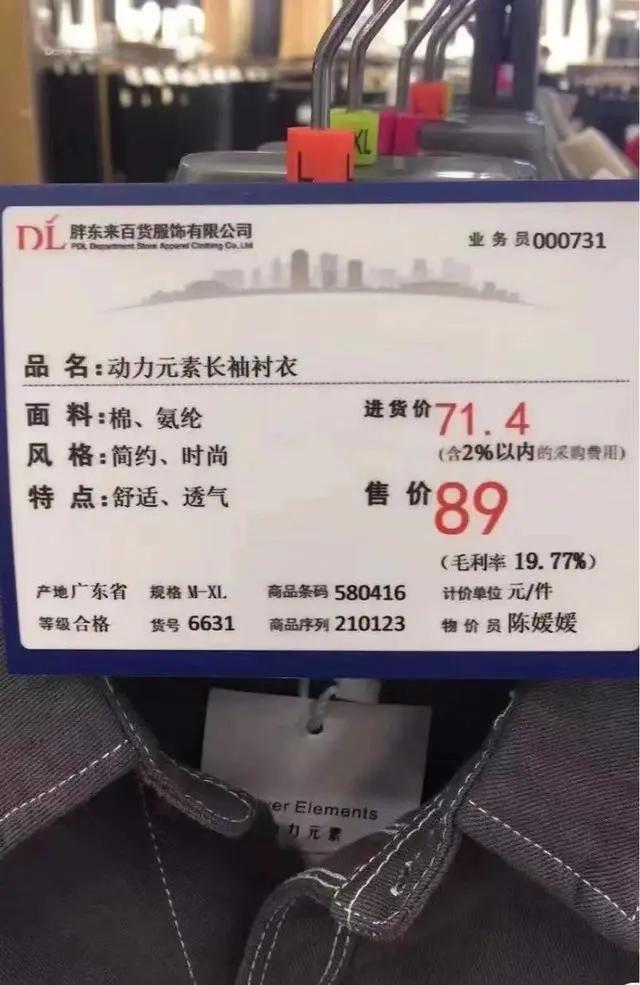 L L
XL
DL 胖东来百货服饰有限公司
PDL Department Store Apparel Clothing Co., Ltd
业务员000731
品 名:动力元素长袖衬衣
面 料:棉、氨纶
进货价71.4
风 格:简约、时尚
(含2%以内的采购费用)
特 点:舒适、透气
售 价89
(毛利率 19.77%)
产地广东省 规格 M-XL 商品条码 580416 计价单位 元/件
等级合格 货号 6631 商品序列 210123 物价员 陈媛媛
wer Elements
力元素